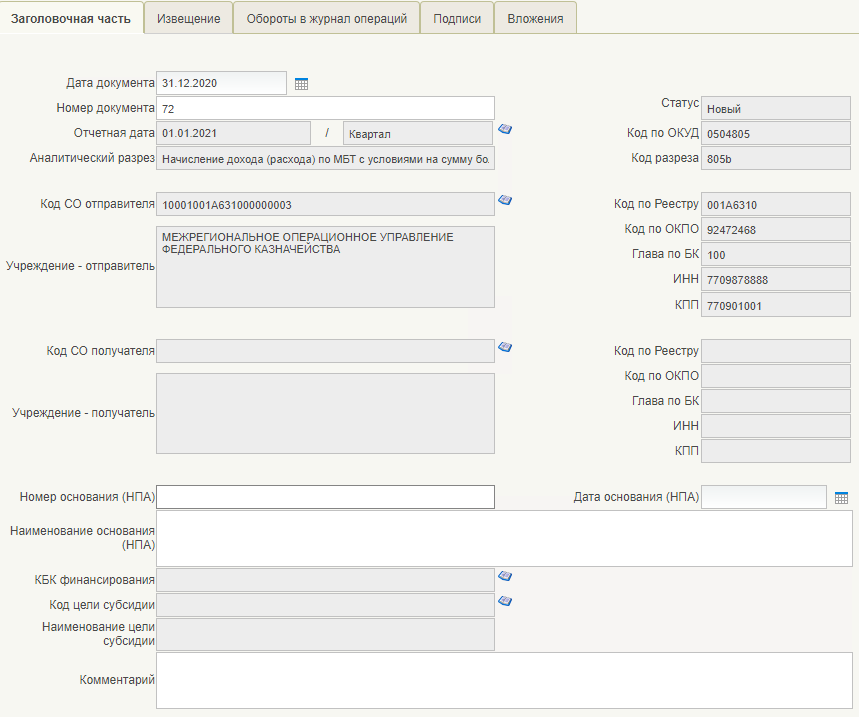 Заголовочная часть Извещение Обороты в журнал операций Подписи Вложения
Дата документа 31.12.2020
Номер документа 72
Статус Новый
Отчетная дата 01.01.2021 / Квартал
Код по ОКУД 0504805
Аналитический разрез Начисление дохода (расхода) по МБТ с условиями на сумму бо.
Код разреза 805b
Код СО отправителя 10001001A631000000003
Код по Реестру 001A6310
Учреждение - отправитель МЕЖРЕГИОНАЛЬНОЕ ОПЕРАЦИОННОЕ УПРАВЛЕНИЕ
ФЕДЕРАЛЬНОГО КАЗНАЧЕЙСТВА
Код по ОКПО 92472468
Глава по БК 100
ИНН 7709878888
КПП 770901001
Код СО получателя
Код по Реестру
Учреждение - получатель
Код по ОКПО
Глава по БК
ИНН
КПП
Номер основания (НПА)
Дата основания (НПА)
Наименование основания
(НПА)
КБК финансирования
Код цели субсидии
Наименование цели
субсидии
Комментарий